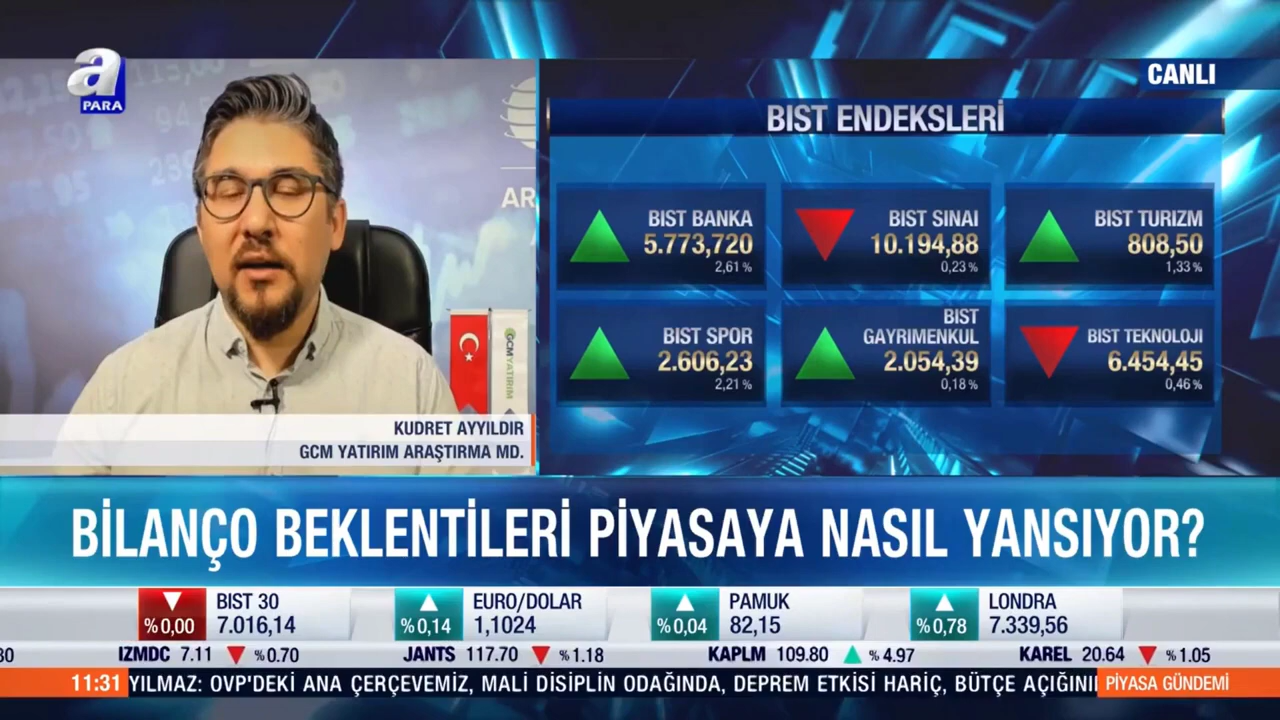 a
PARA
CANLI
BIST ENDEKSLERİ
AR
BIST BANKA
5.773,720
2,61 %
BIST SINAI
10.194,88
0,23 %
BIST TURIZM
808,50
1,33 %
BIST SPOR
2.606,23
2,21 %
BIST
GAYRIMENKUL
2.054,39
0,18 %
BIST TEKNOLOJI
6.454,45
0,46 %
GCM YATIRIM
KUDRET AYYILDIR
GCM YATIRIM ARAŞTIRMA MD.
BİLANÇO BEKLENTİLERİ PİYASAYA NASIL YANSIYOR?
%0,00
BIST 30
7.016,14
%0,14
EURO/DOLAR
1,1024
%0,04
PAMUK
82,15
%0,78
LONDRA
7.339,56
30 IZMDC 7.11 %0.70 JANTS 117.70 %1.18 KAPLM 109.80 %4.97 KAREL 20.64 %1.05
11:31 YILMAZ: OVP'DEKİ ANA ÇERÇEVEMİZ, MALİ DİSİPLİN ODAĞINDA, DEPREM ETKİSİ HARİÇ, BÜTÇE AÇIĞINI PİYASA GÜNDEMİ